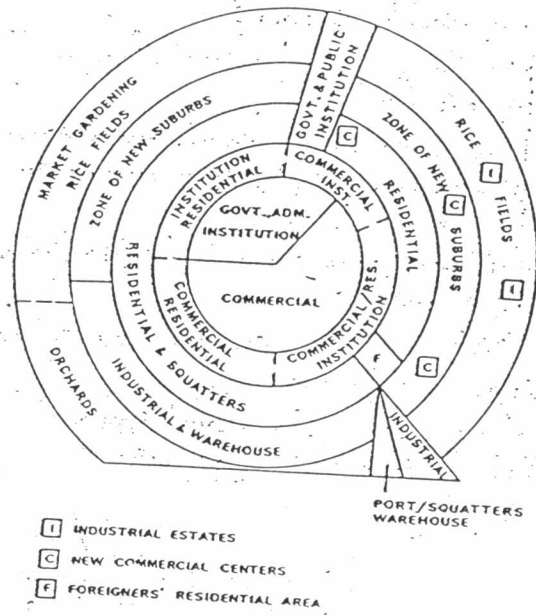 MARKET GARDENING
RICE FIELDS
ZONE OF NEW SUBURBS
GOVT. & PUBLIC
INSTITUTION
C
RICE I FIELDS
I
ZONE OF NEW C SUBURBS
C
RESIDENTIAL
INSTITUTION
RESIDENTIAL
COMMERCIAL
INST
GOVT. ADM.
INSTITUTION
COMMERCIAL
COMMERCIAL
RESIDENTIAL
COMMERCIAL/RES.
INSTITUTION
F
RESIDENTIAL & SQUATTERS
INDUSTRIAL & WAREHOUSE
ORCHARDS
INDUSTRIAL
PORT/SQUATTERS
WAREHOUSE
I INDUSTRIAL ESTATES
C NEW COMMERCIAL CENTERS
F FOREIGNERS' RESIDENTIAL AREA